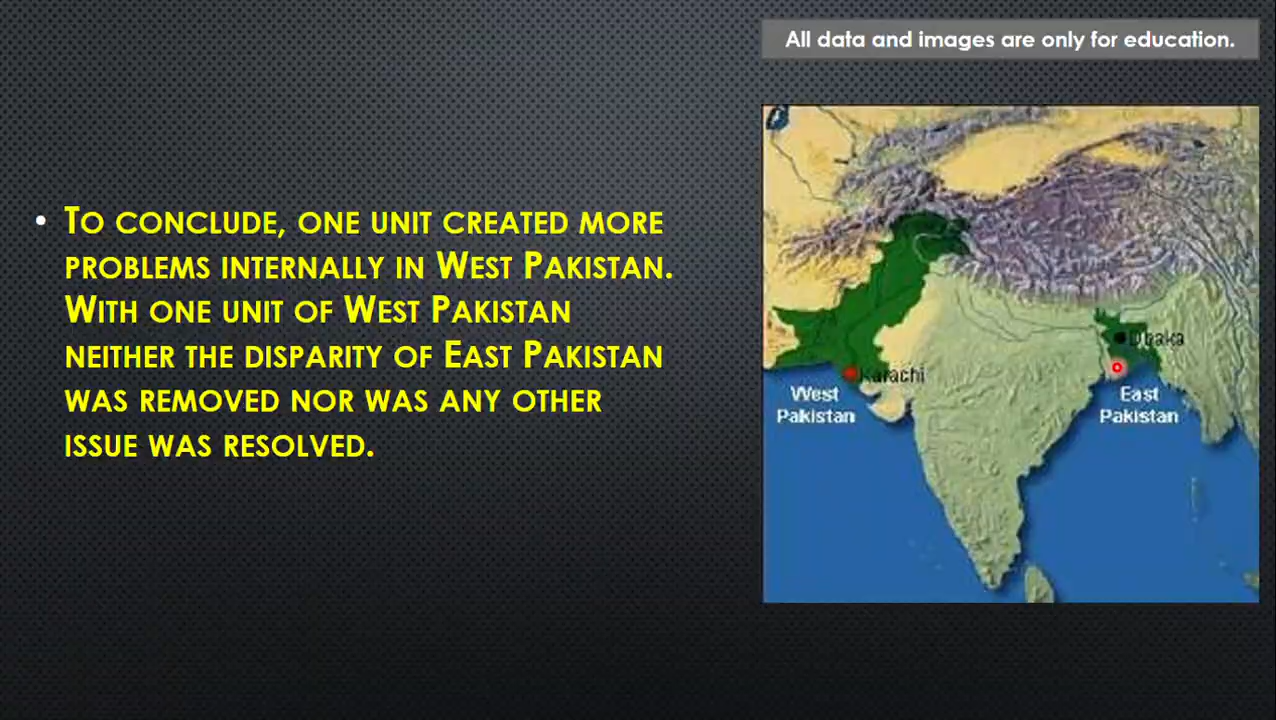 All data and images are only for education.
To conclude, one unit created more
problems internally in West Pakistan.
With one unit of West Pakistan
neither the disparity of East Pakistan
was removed nor was any other
issue was resolved.
Dhaka
Karachi
West
Pakistan
East
Pakistan